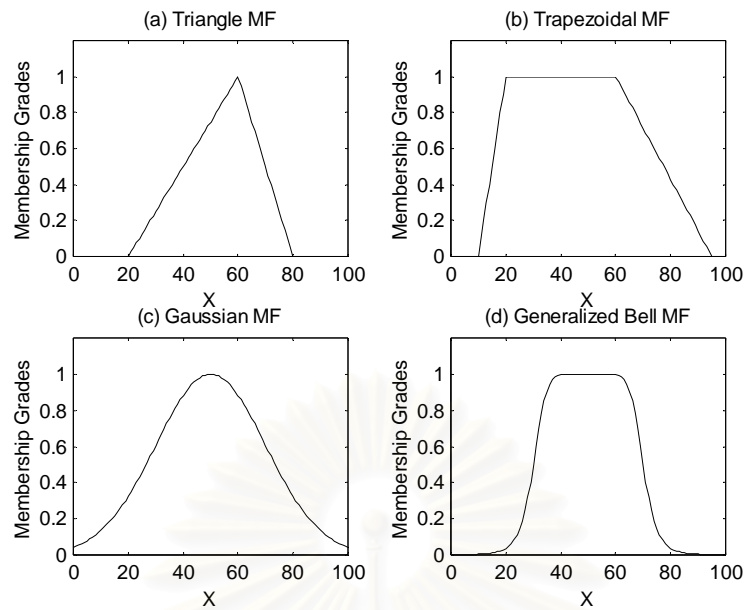 (a) Triangle MF
Membership Grades
1
0.8
0.6
0.4
0.2
0
0 20 40 60 80 100
X
(b) Trapezoidal MF
Membership Grades
1
0.8
0.6
0.4
0.2
0
0 20 40 60 80 100
X
(c) Gaussian MF
Membership Grades
1
0.8
0.6
0.4
0.2
0
0 20 40 60 80 100
X
(d) Generalized Bell MF
Membership Grades
1
0.8
0.6
0.4
0.2
0
0 20 40 60 80 100
X